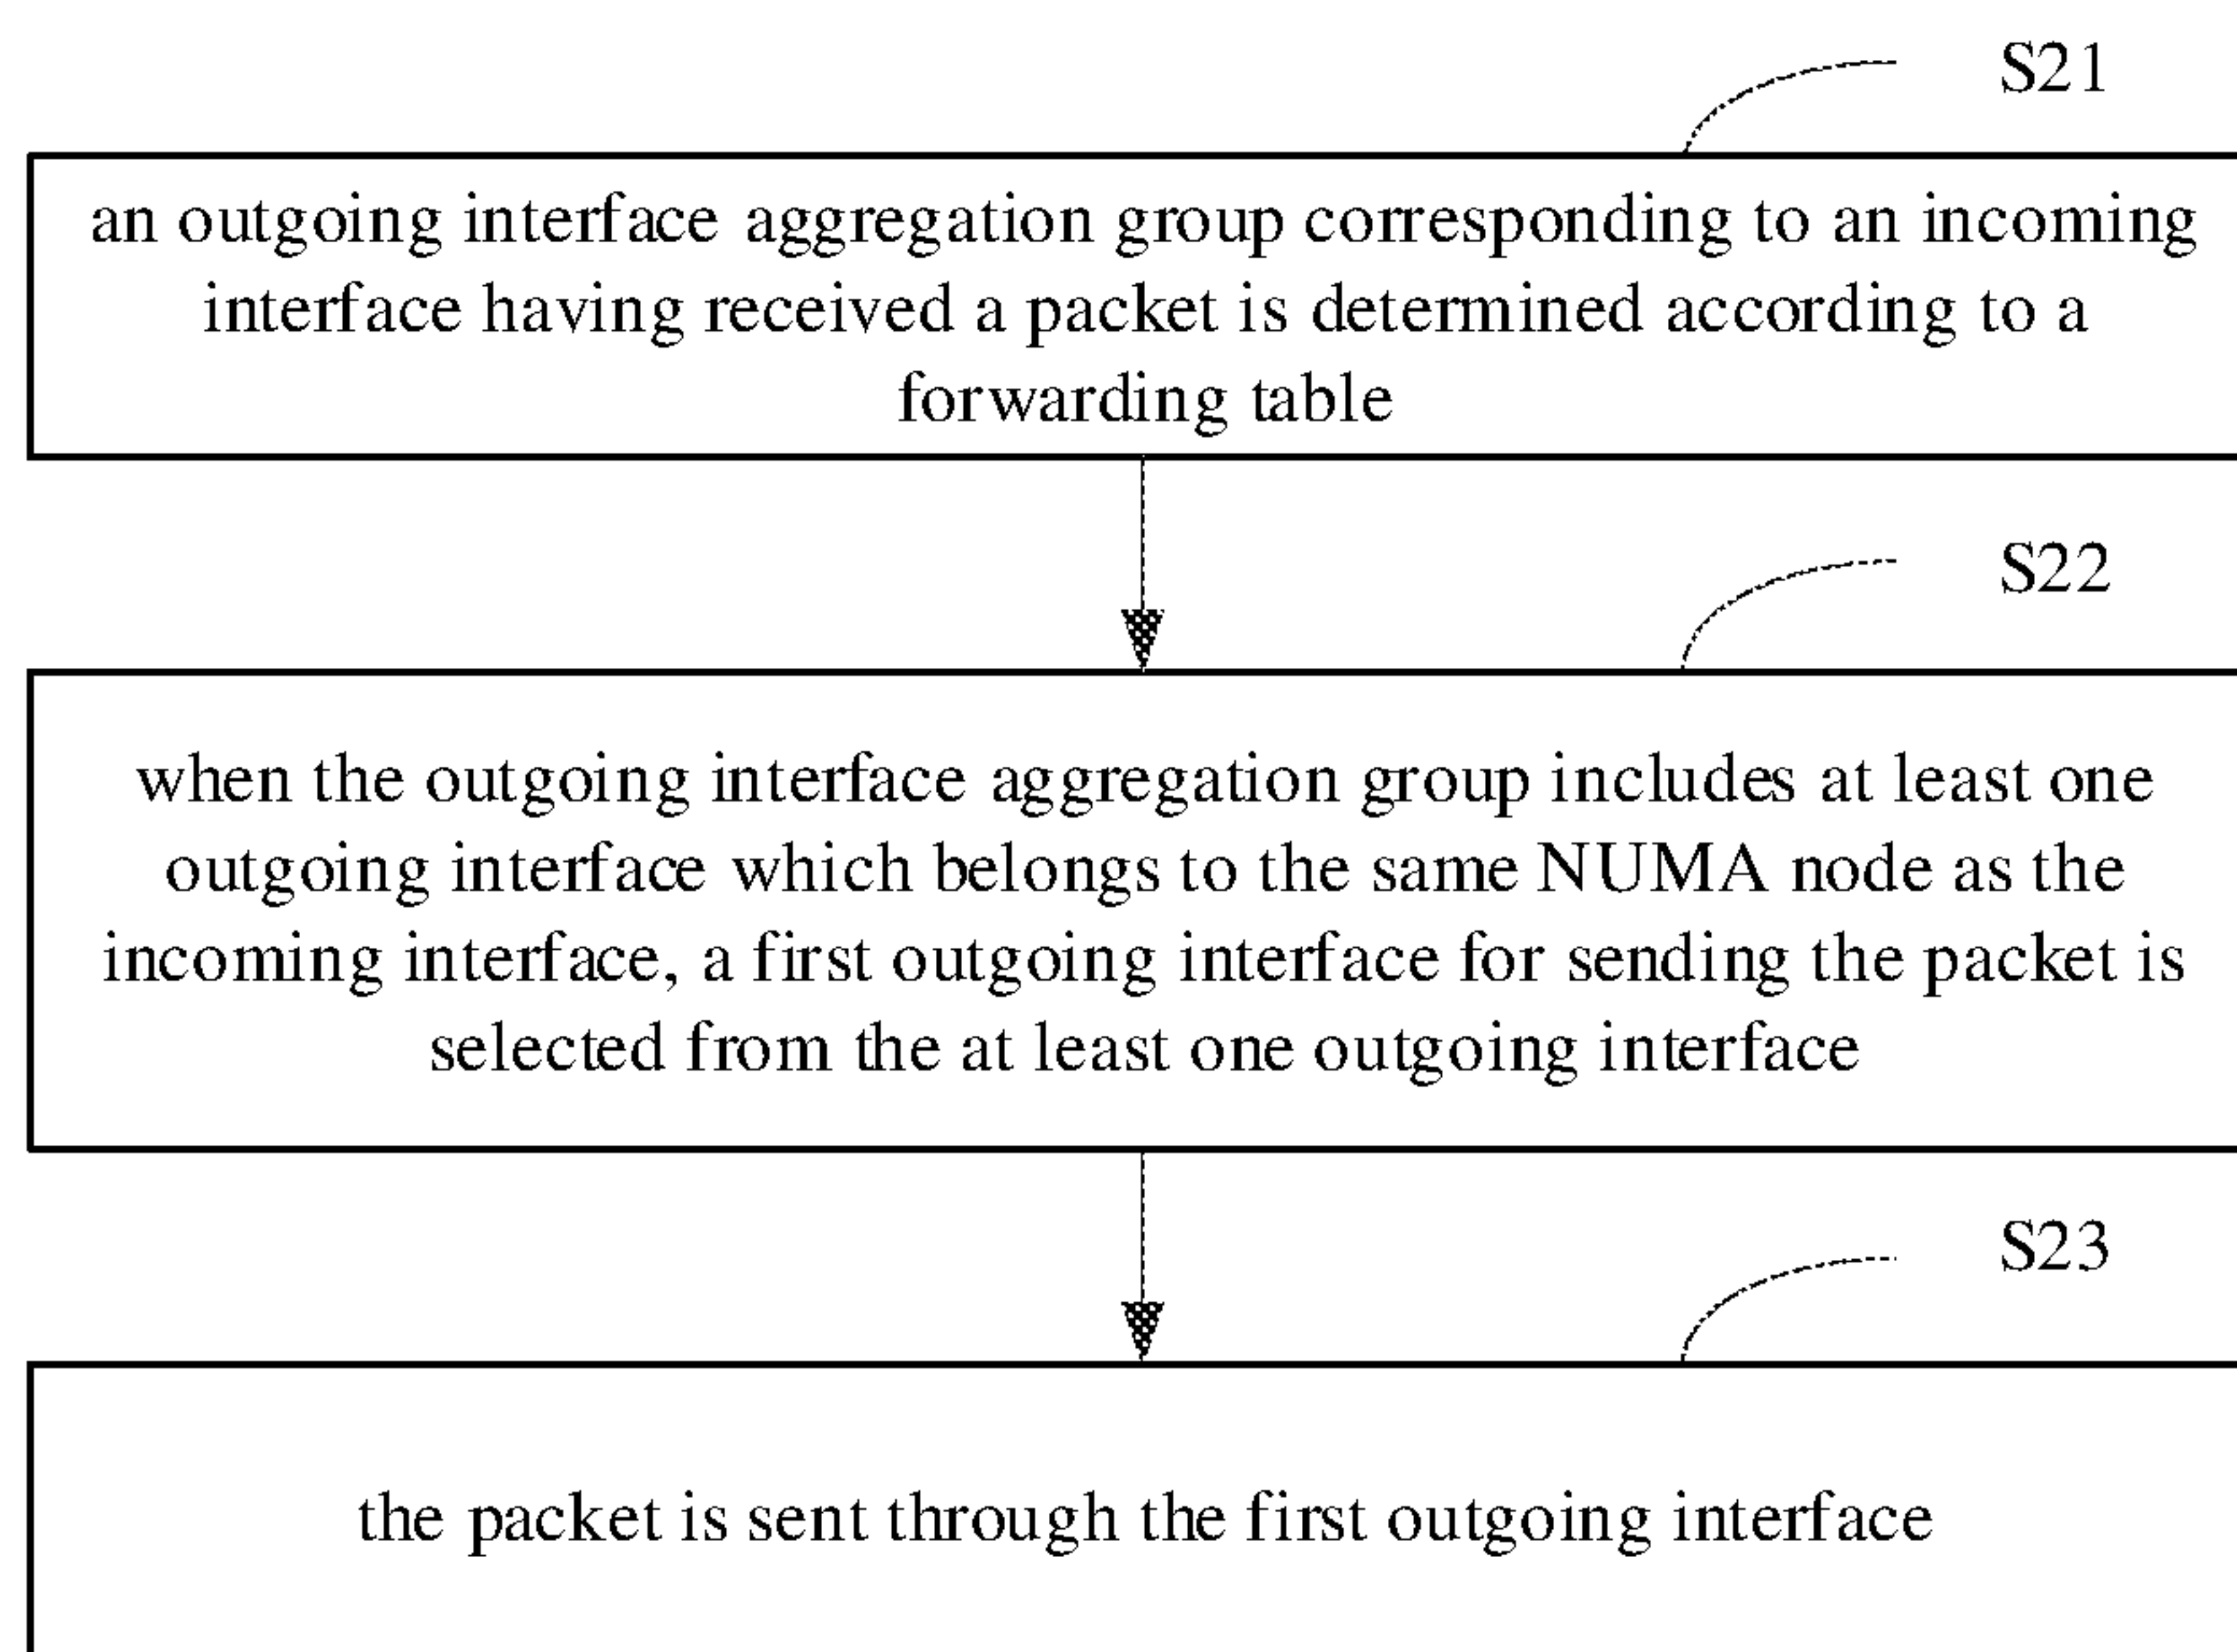 S21
an outgoing interface aggregation group corresponding to an incoming
interface having received a packet is determined according to a
forwarding table
S22
when the outgoing interface aggregation group includes at least one
outgoing interface which belongs to the same NUMA node as the
incoming interface, a first outgoing interface for sending the packet is
selected from the at least one outgoing interface
S23
the packet is sent through the first outgoing interface